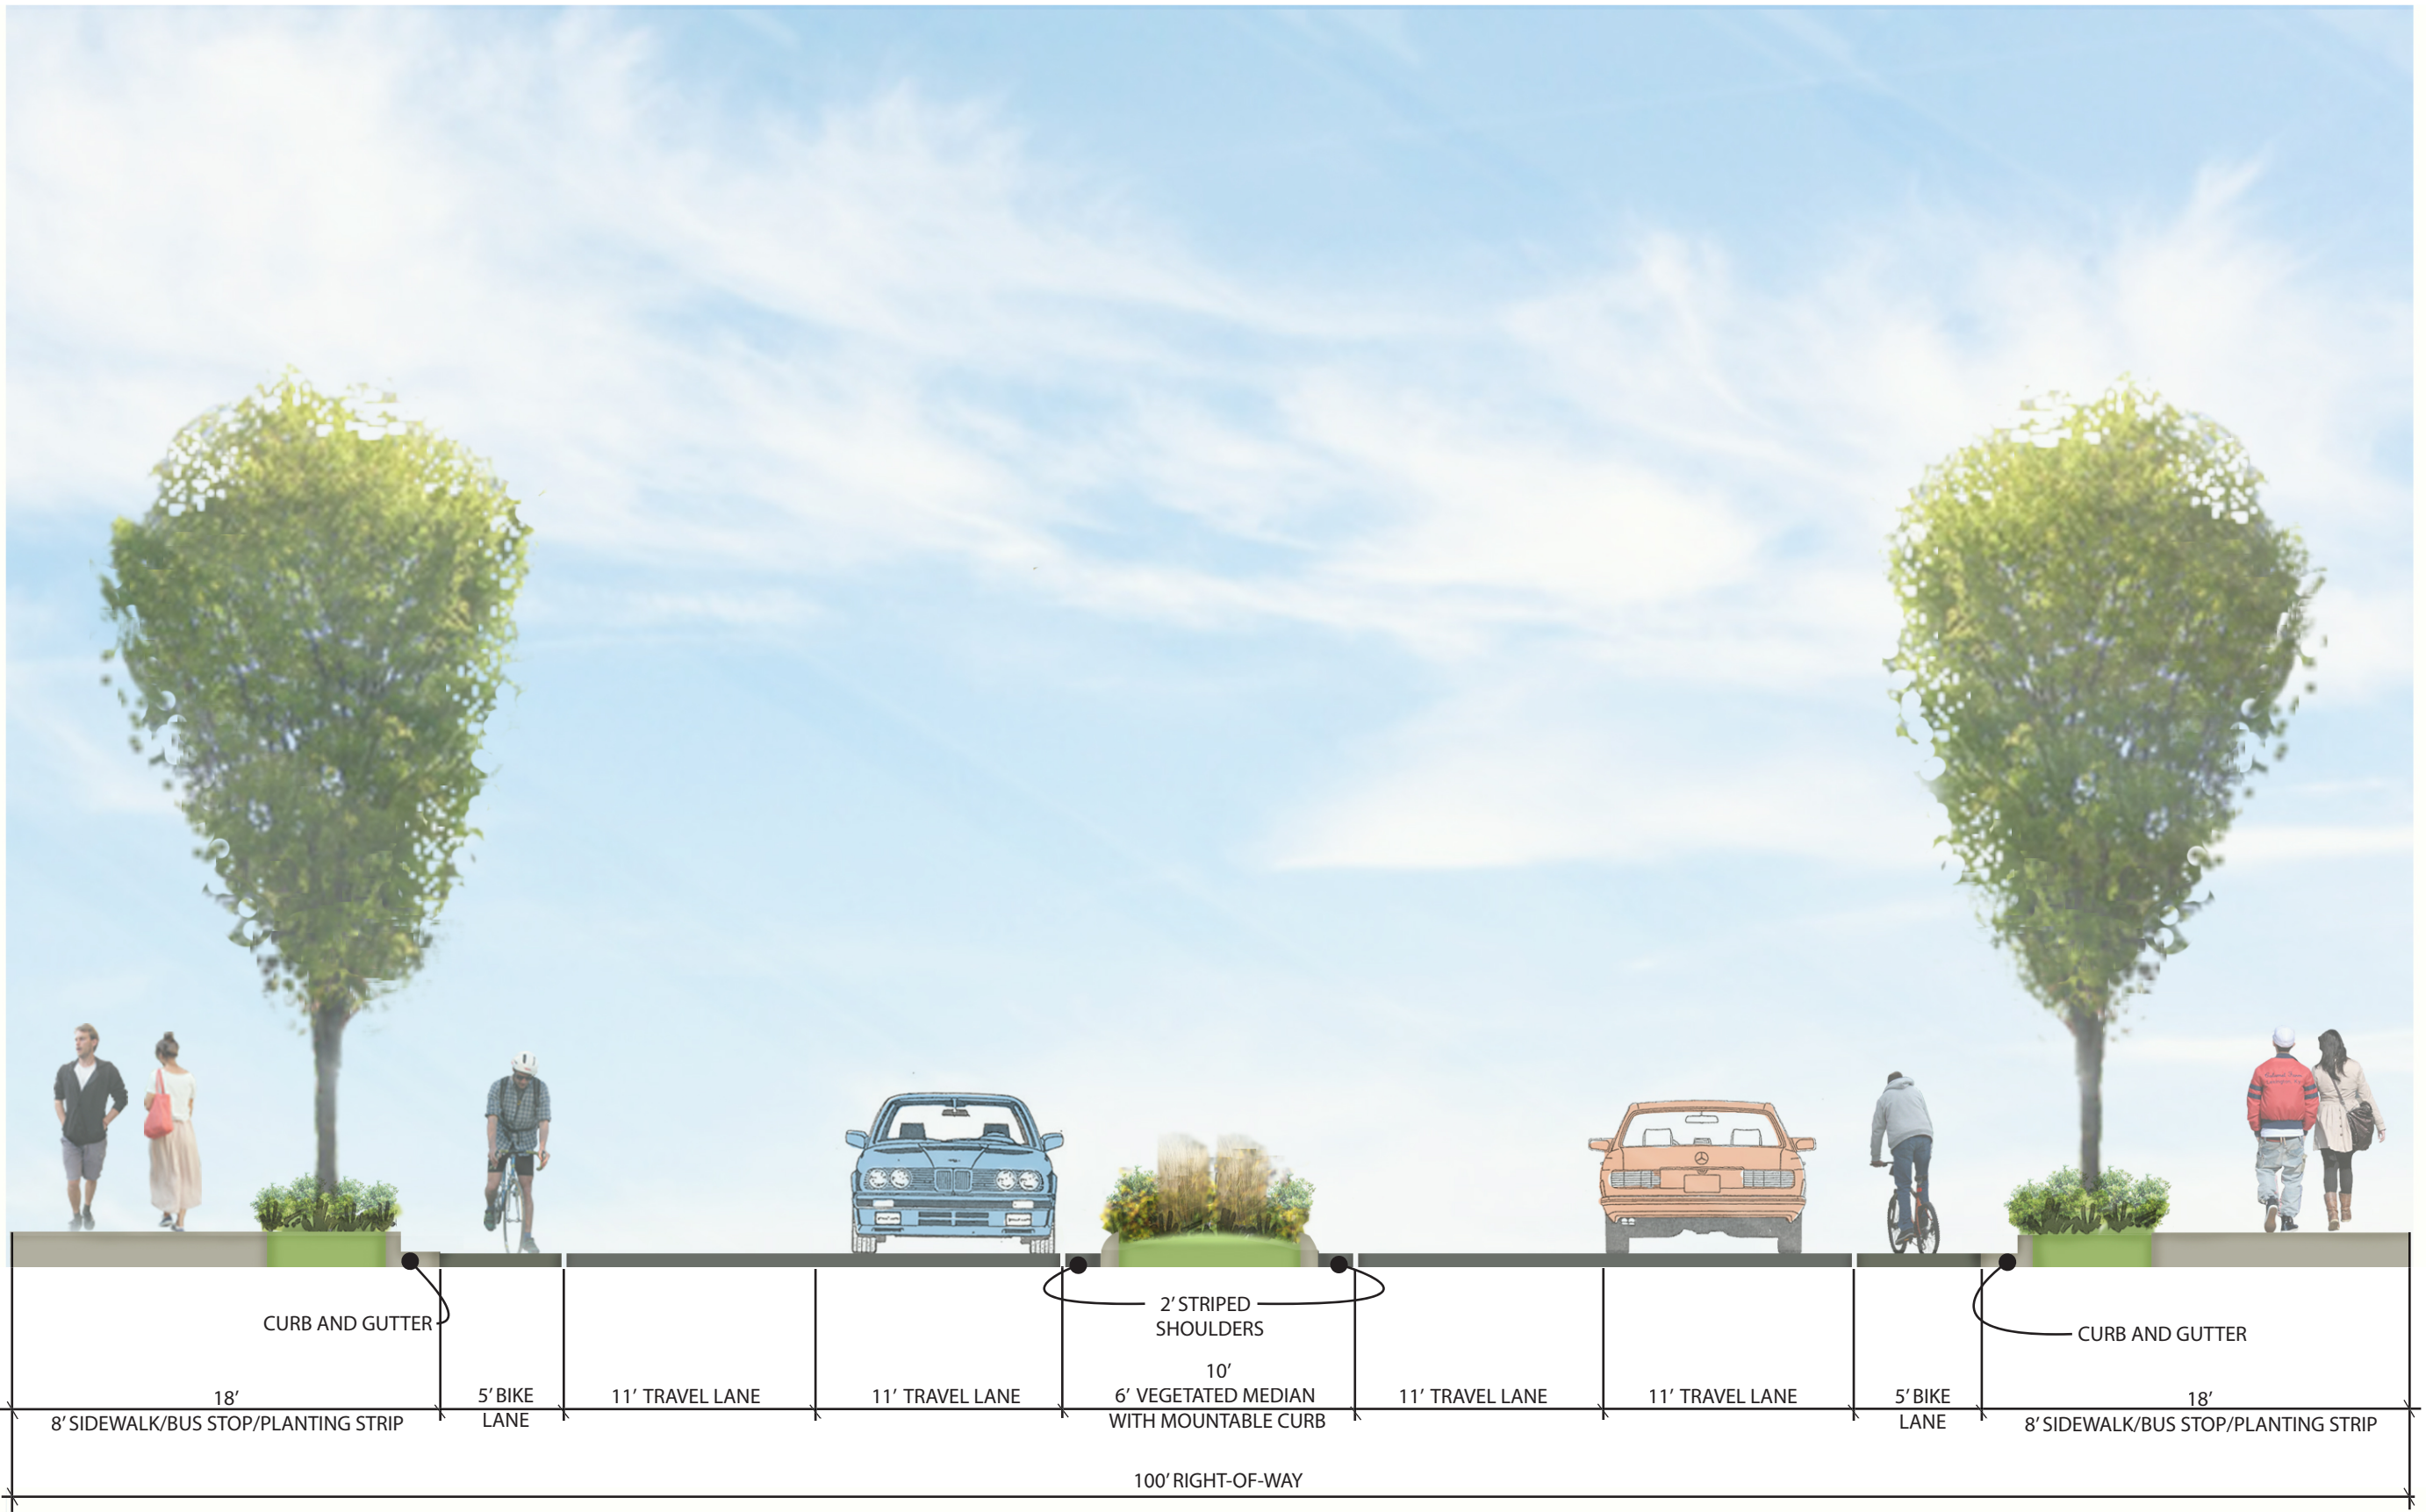 2' STRIPED
SHOULDERS
CURB AND GUTTER
CURB AND GUTTER
18'
8' SIDEWALK/BUS STOP/PLANTING STRIP
5' BIKE
LANE
11' TRAVEL LANE
11' TRAVEL LANE
10'
6' VEGETATED MEDIAN
WITH MOUNTABLE CURB
11' TRAVEL LANE
11' TRAVEL LANE
5' BIKE
LANE
18'
8' SIDEWALK/BUS STOP/PLANTING STRIP
100' RIGHT-OF-WAY